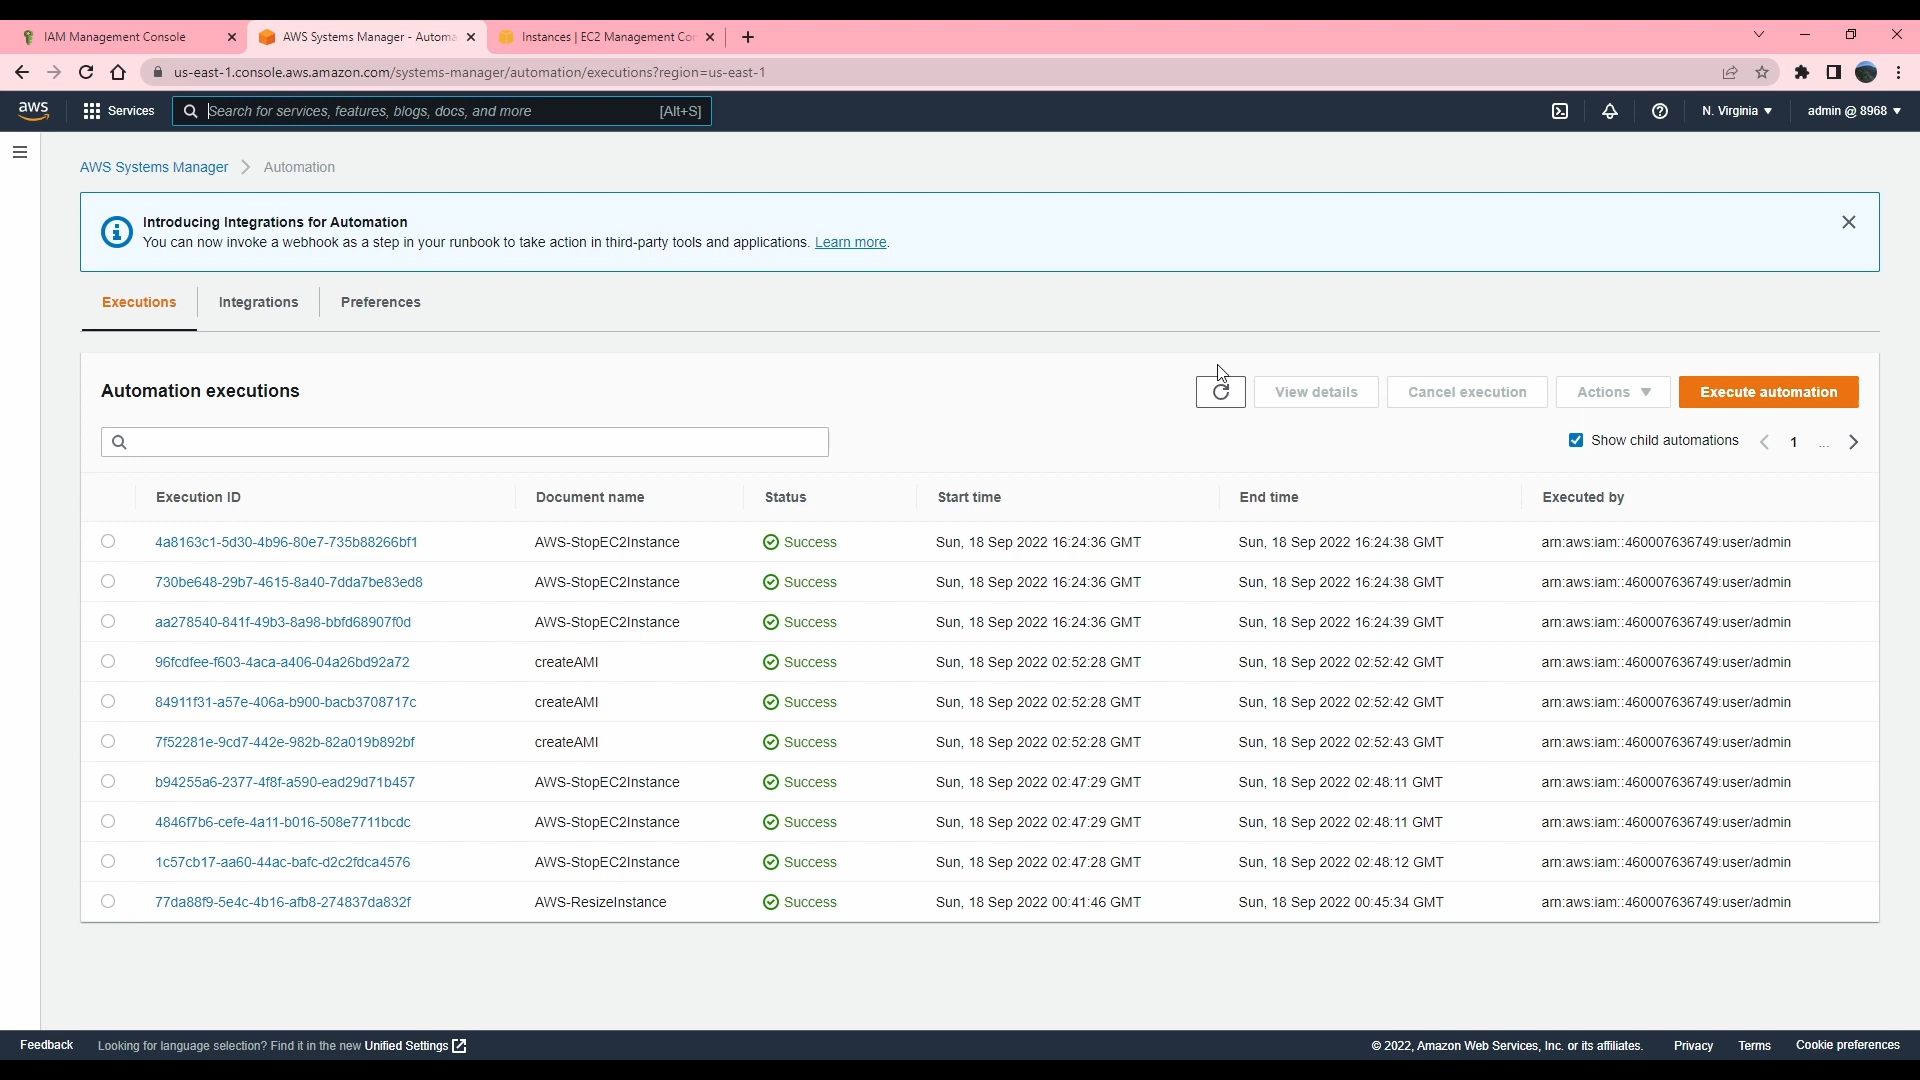 IAM Management Console
AWS Systems Manager - Automa
Instances | EC2 Management Cor
us-east-1.console.aws.amazon.com/systems-manager/automation/executions?region=us-east-1
aws
Services
Search for services, features, blogs, docs, and more
[Alt+S]
N. Virginia
admin @ 8968
AWS Systems Manager
Automation
Introducing Integrations for Automation
You can now invoke a webhook as a step in your runbook to take action in third-party tools and applications. Learn more.
Executions
Integrations
Preferences
Automation executions
View details
Cancel execution
Actions
Execute automation
Show child automations
1
...
Execution ID Document name Status Start time End time Executed by
4a8163c1-5d30-4b96-80e7-735b88266bf1 AWS-StopEC2Instance Success Sun, 18 Sep 2022 16:24:36 GMT Sun, 18 Sep 2022 16:24:38 GMT arn:aws:iam::460007636749:user/admin
730be648-29b7-4615-8a40-7dda7be83ed8 AWS-StopEC2Instance Success Sun, 18 Sep 2022 16:24:36 GMT Sun, 18 Sep 2022 16:24:38 GMT arn:aws:iam::460007636749:user/admin
aa278540-841f-49b3-8a98-bbfd68907f0d AWS-StopEC2Instance Success Sun, 18 Sep 2022 16:24:36 GMT Sun, 18 Sep 2022 16:24:39 GMT arn:aws:iam::460007636749:user/admin
96fcdfee-f603-4aca-a406-04a26bd92a72 createAMI Success Sun, 18 Sep 2022 02:52:28 GMT Sun, 18 Sep 2022 02:52:42 GMT arn:aws:iam::460007636749:user/admin
84911f31-a57e-406a-b900-bacb3708717c createAMI Success Sun, 18 Sep 2022 02:52:28 GMT Sun, 18 Sep 2022 02:52:42 GMT arn:aws:iam::460007636749:user/admin
7f52281e-9cd7-442e-982b-82a019b892bf createAMI Success Sun, 18 Sep 2022 02:52:28 GMT Sun, 18 Sep 2022 02:52:43 GMT arn:aws:iam::460007636749:user/admin
b94255a6-2377-4f8f-a590-ead29d71b457 AWS-StopEC2Instance Success Sun, 18 Sep 2022 02:47:29 GMT Sun, 18 Sep 2022 02:48:11 GMT arn:aws:iam::460007636749:user/admin
4846f7b6-cefe-4a11-b016-508e7711bcdc AWS-StopEC2Instance Success Sun, 18 Sep 2022 02:47:29 GMT Sun, 18 Sep 2022 02:48:11 GMT arn:aws:iam::460007636749:user/admin
1c57cb17-aa60-44ac-bafc-d2c2fdca4576 AWS-StopEC2Instance Success Sun, 18 Sep 2022 02:47:28 GMT Sun, 18 Sep 2022 02:48:12 GMT arn:aws:iam::460007636749:user/admin
77da88f9-5e4c-4b16-afb8-274837da832f AWS-ResizeInstance Success Sun, 18 Sep 2022 00:41:46 GMT Sun, 18 Sep 2022 00:45:34 GMT arn:aws:iam::460007636749:user/admin
Feedback
Looking for language selection? Find it in the new Unified Settings
© 2022, Amazon Web Services, Inc. or its affiliates.
Privacy
Terms
Cookie preferences